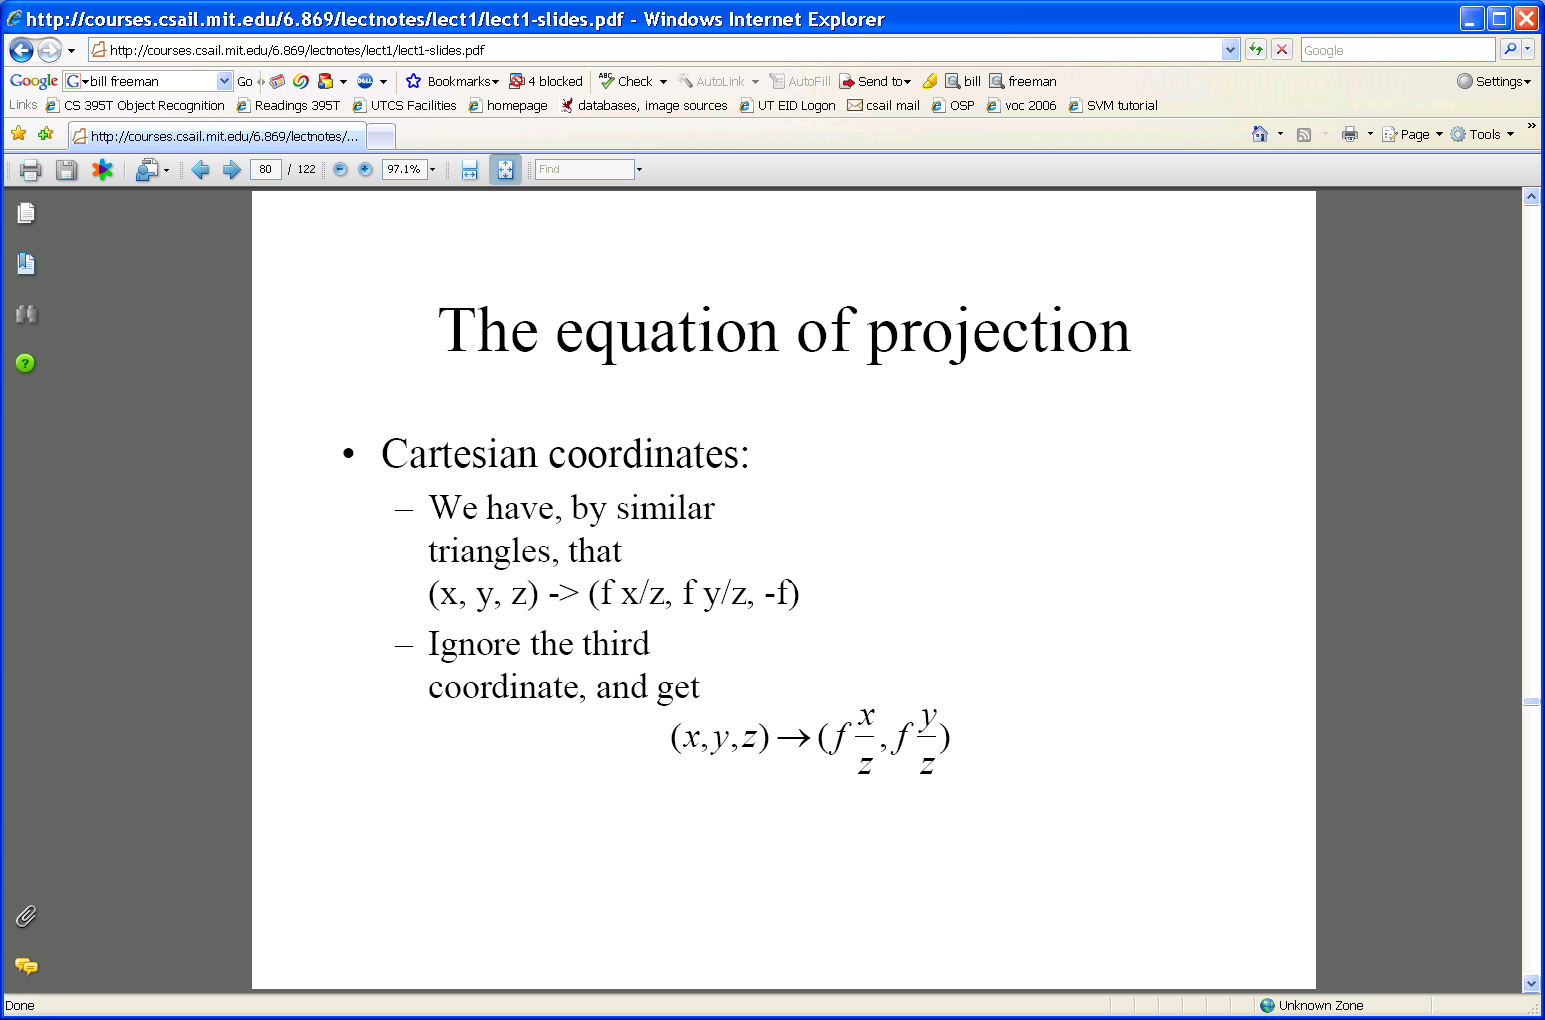 http://courses.csail.mit.edu/6.869/lectnotes/lect1/lect1-slides.pdf - Windows Internet Explorer
http://courses.csail.mit.edu/6.869/lectnotes/lect1/lect1-slides.pdf
Google
Google G bill freeman Go Bookmarks 4 blocked ABC Check AutoLink AutoFill Send to bill freeman Settings
Links CS 395T Object Recognition Readings 395T UTCS Facilities homepage databases, image sources UT EID Logon csail mail OSP voc 2006 SVM tutorial
http://courses.csail.mit.edu/6.869/lectnotes/... Page Tools »
80 / 122 97.1% Find
The equation of projection
• Cartesian coordinates:
– We have, by similar
triangles, that
(x, y, z) -> (f x/z, f y/z, -f)
– Ignore the third
coordinate, and get
(x, y, z) → (f x/z, f y/z)
Done Unknown Zone